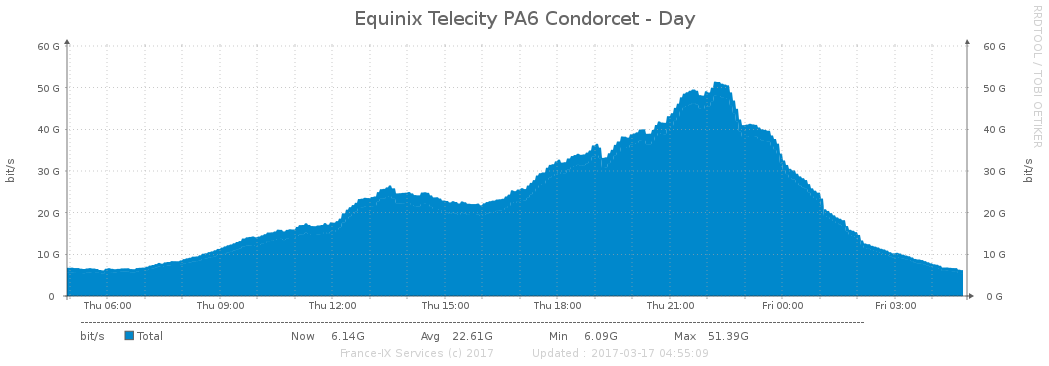 Equinix Telecity PA6 Condorcet - Day
RRDTOOL / TOBI OETIKER
60 G 60 G
50 G 50 G
40 G 40 G
30 G 30 G
20 G 20 G
10 G 10 G
0 0 G
bit/s bit/s
Thu 06:00 Thu 09:00 Thu 12:00 Thu 15:00 Thu 18:00 Thu 21:00 Fri 00:00 Fri 03:00
bit/s Total Now 6.14G Avg 22.61G Min 6.09G Max 51.39G
France-IX Services (c) 2017 Updated : 2017-03-17 04:55:09